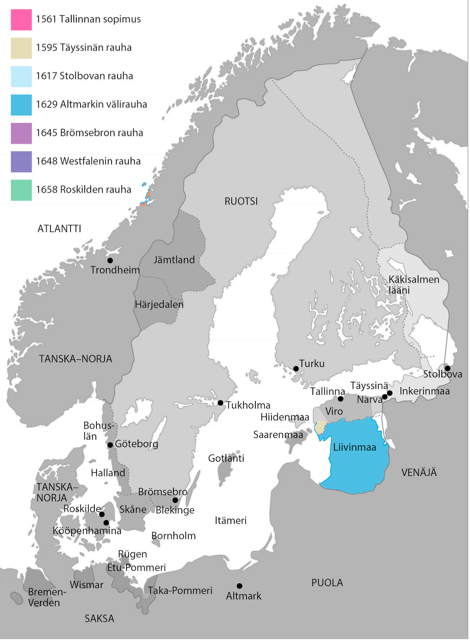 1561 Tallinnan sopimus
1595 Täyssinän rauha
1617 Stolbovan rauha
1629 Altmarkin välirauha
1645 Brömsebron rauha
1648 Westfalenin rauha
1658 Roskilden rauha
RUOTSI
ATLANTTI
Jämtland
Trondheim
Käkisalmen
lääni
Härjedalen
TANSKA–NORJA
Turku
Stolbova
Täyssinä
Tallinna
Inkerinmaa
Narva
Tukholma
Viro
Hiidenmaa
Bohus-
län
Saarenmaa
Göteborg
Liivinmaa
Gotlanti
Halland
VENÄJÄ
TANSKA–
NORJA
Brömsebro
Roskilde
Skåne
Blekinge
Itämeri
Kööpenhamina
Bornholm
Rügen
Etu-Pommeri
Wismar
PUOLA
Bremen-
Verden
Taka-Pommeri
Altmark
SAKSA